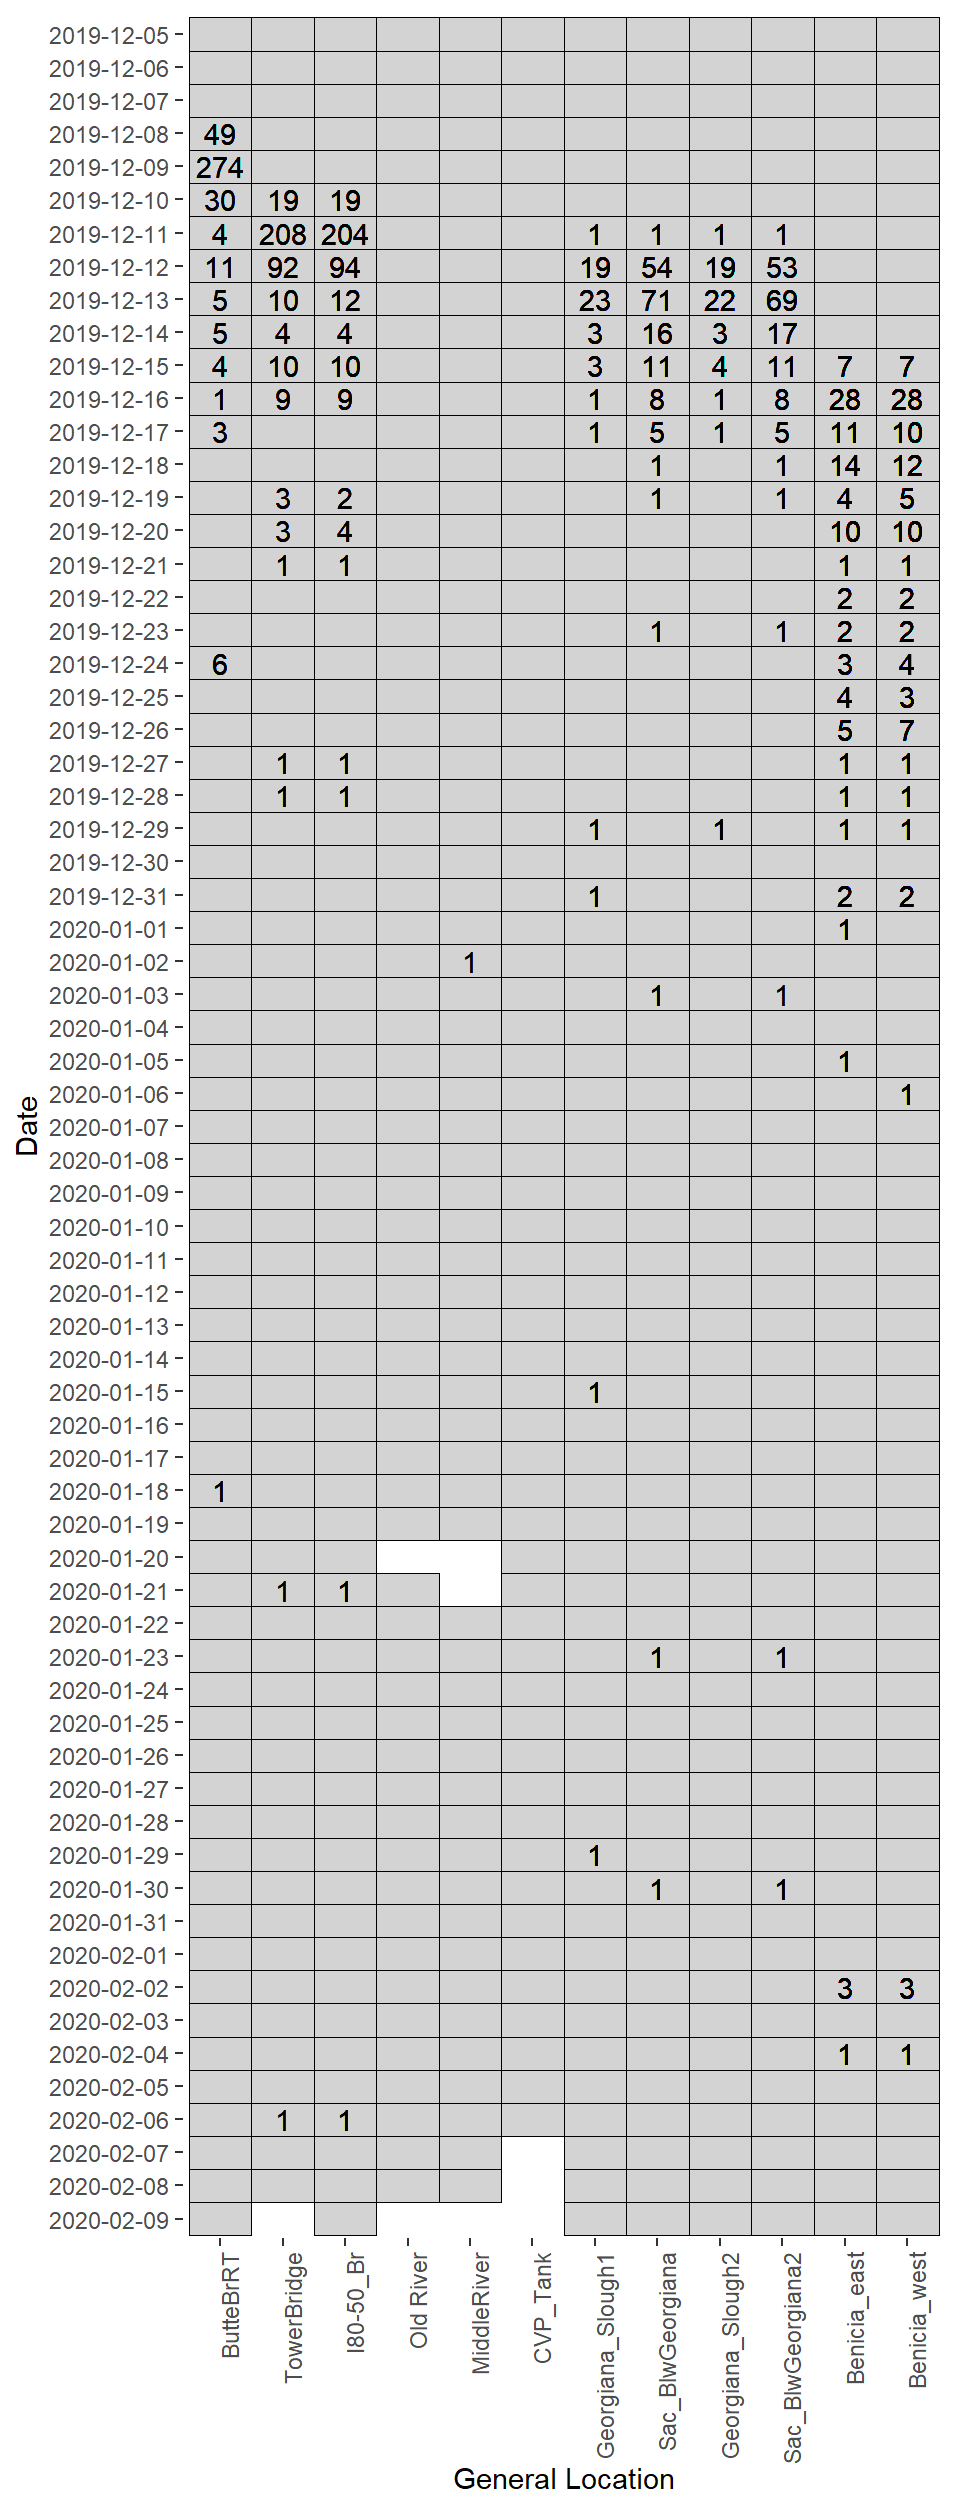 2019-12-05
2019-12-06
2019-12-07
2019-12-08 49
2019-12-09 274
2019-12-10 30 19 19
2019-12-11 4 208 204 1 1 1 1
2019-12-12 11 92 94 19 54 19 53
2019-12-13 5 10 12 23 71 22 69
2019-12-14 5 4 4 3 16 3 17
2019-12-15 4 10 10 3 11 4 11 7 7
2019-12-16 1 9 9 1 8 1 8 28 28
2019-12-17 3 1 5 1 5 11 10
2019-12-18 1 1 14 12
2019-12-19 3 2 1 1 4 5
2019-12-20 3 4 10 10
2019-12-21 1 1 1 1
2019-12-22 2 2
2019-12-23 1 1 2 2
2019-12-24 6 3 4
2019-12-25 4 3
2019-12-26 5 7
2019-12-27 1 1 1 1
2019-12-28 1 1 1 1
2019-12-29 1 1 1 1
2019-12-30
2019-12-31 1 2 2
2020-01-01 1
2020-01-02 1
2020-01-03 1 1
2020-01-04
2020-01-05 1
2020-01-06 1
2020-01-07
2020-01-08
2020-01-09
2020-01-10
2020-01-11
2020-01-12
2020-01-13
2020-01-14
2020-01-15 1
2020-01-16
2020-01-17
2020-01-18 1
2020-01-19
2020-01-20
2020-01-21 1 1
2020-01-22
2020-01-23 1 1
2020-01-24
2020-01-25
2020-01-26
2020-01-27
2020-01-28
2020-01-29 1
2020-01-30 1 1
2020-01-31
2020-02-01
2020-02-02 3 3
2020-02-03
2020-02-04 1 1
2020-02-05
2020-02-06 1 1
2020-02-07
2020-02-08
2020-02-09
Date
ButteBrRT
TowerBridge
I80-50_Br
Old River
MiddleRiver
CVP_Tank
Georgiana_Slough1
Sac_BlwGeorgiana
Georgiana_Slough2
Sac_BlwGeorgiana2
Benicia_east
Benicia_west
General Location